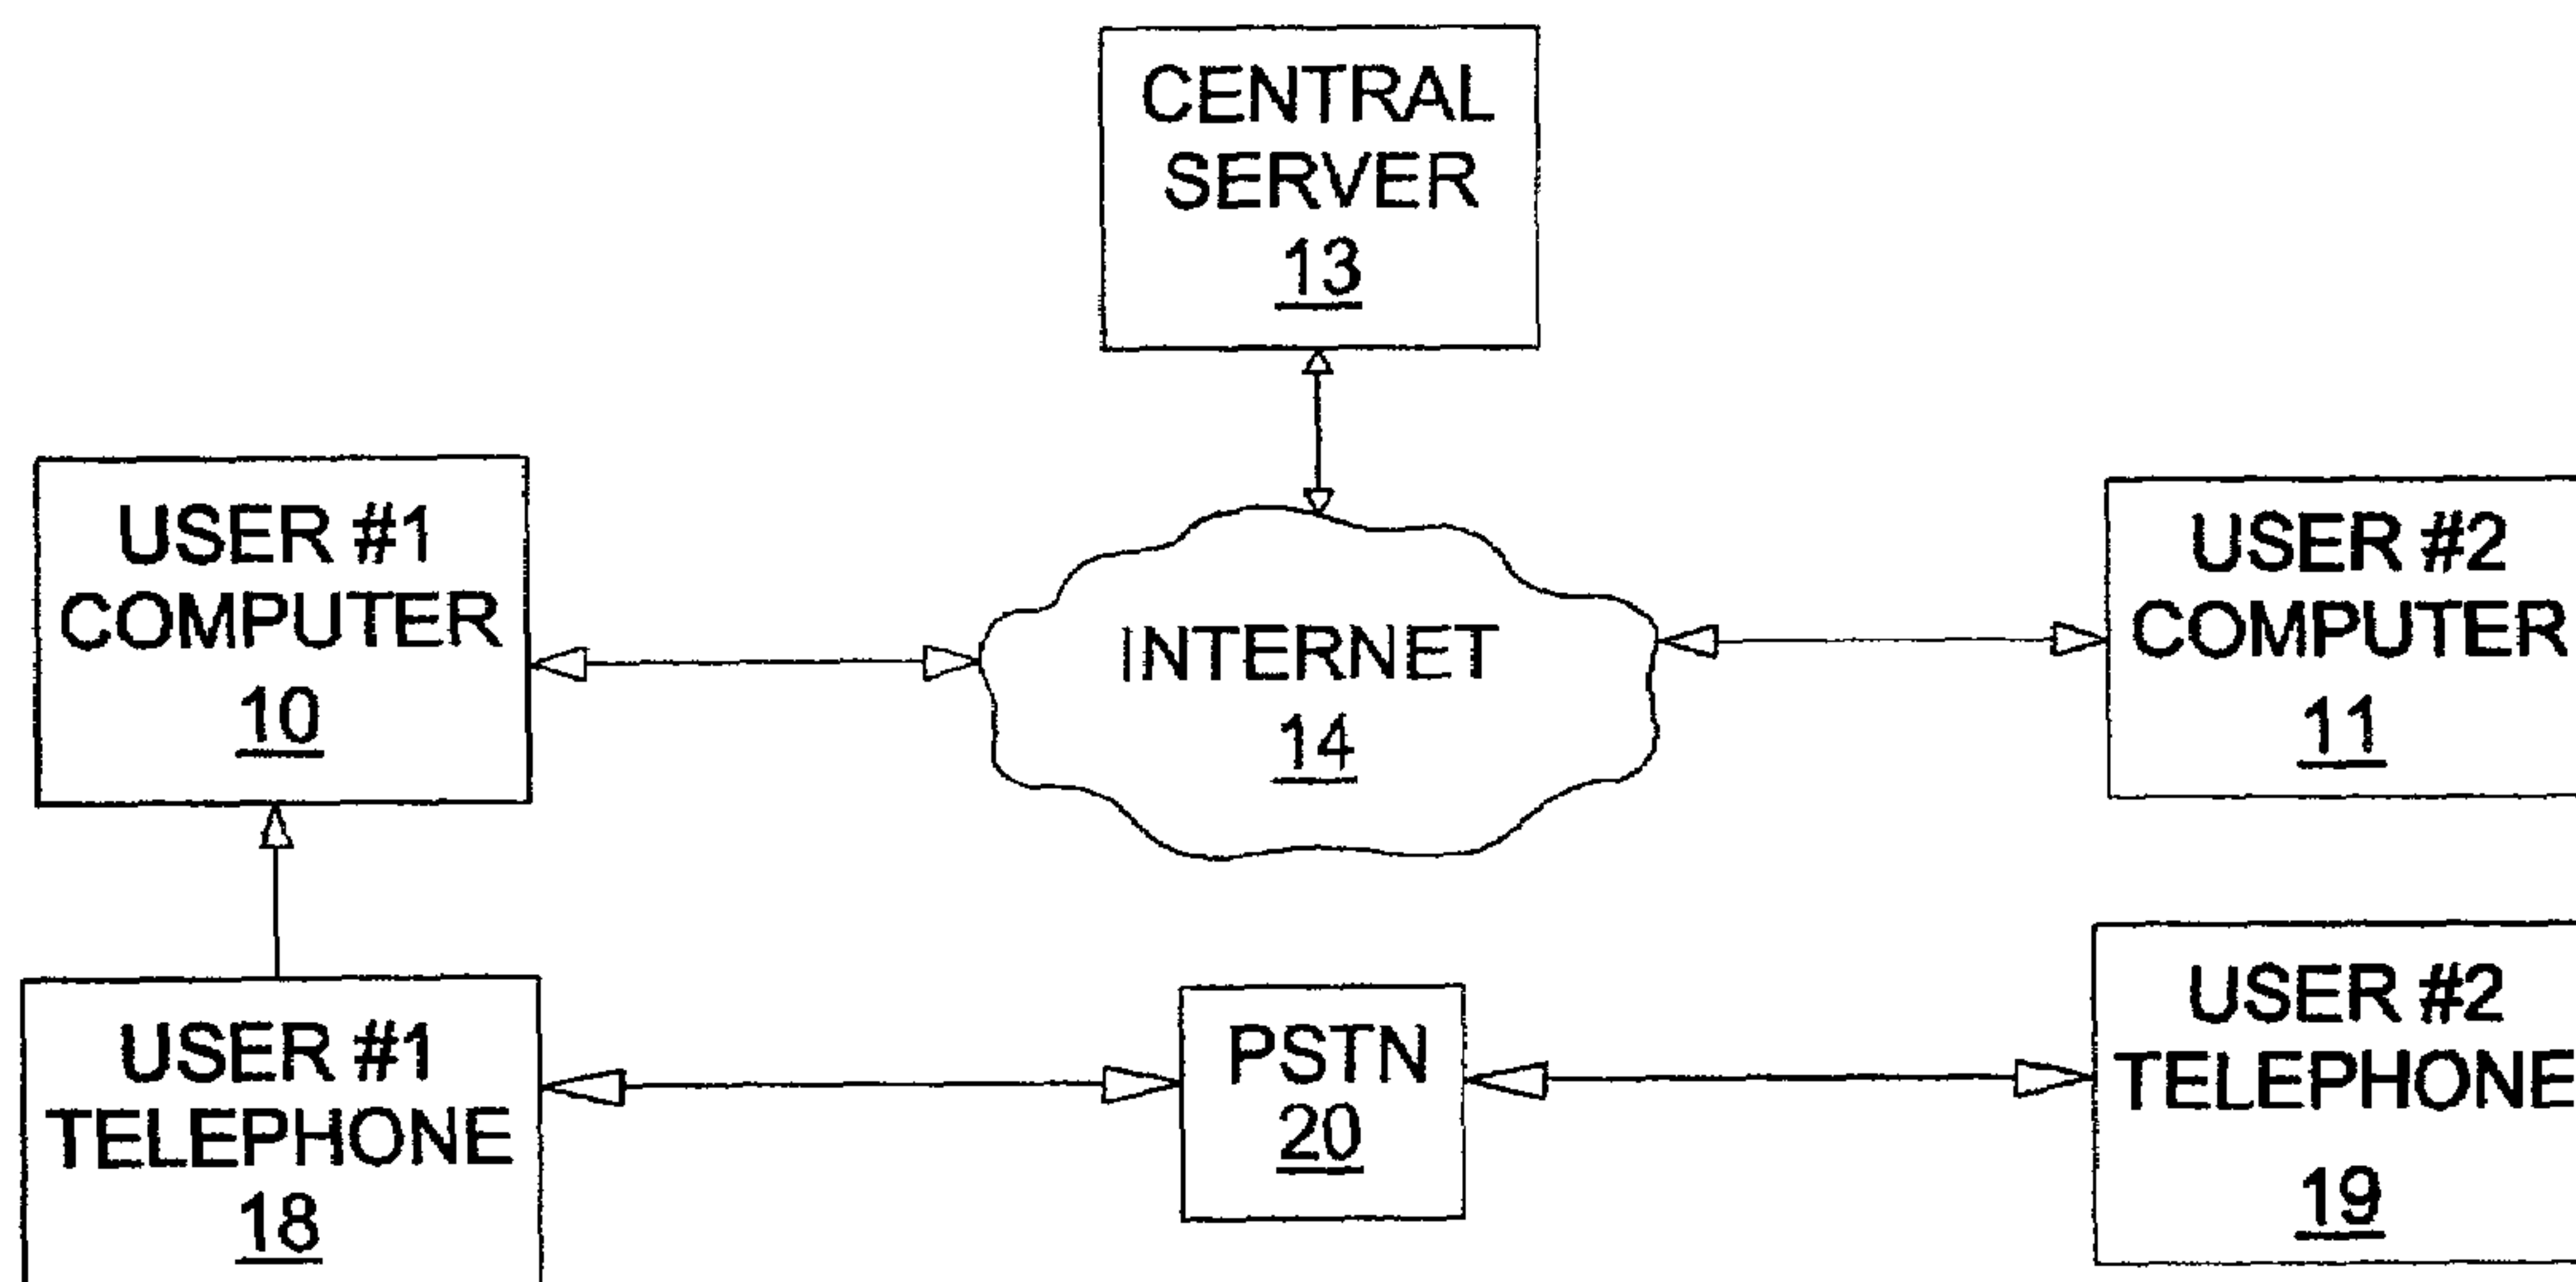 CENTRAL
SERVER
13
USER #1
COMPUTER
10
INTERNET
14
USER #2
COMPUTER
11
USER #1
TELEPHONE
18
PSTN
20
USER #2
TELEPHONE
19